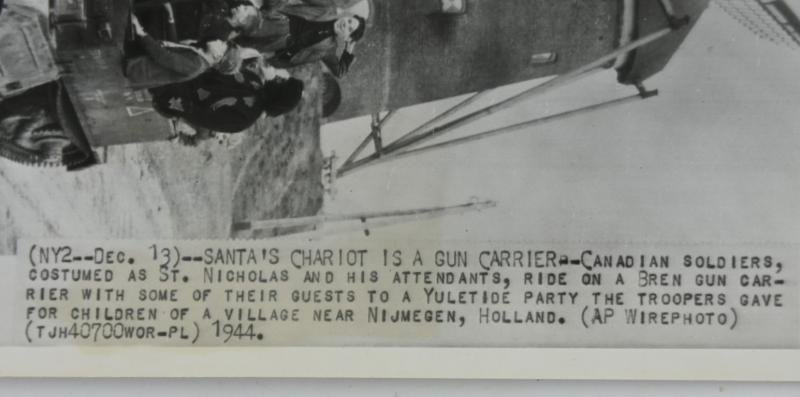 (NY2--Dec. 13)--SANTA'S CHARIOT IS A GUN CARRIER--CANADIAN SOLDIERS,
COSTUMED AS ST. NICHOLAS AND HIS ATTENDANTS, RIDE ON A BREN GUN CAR-
RIER WITH SOME OF THEIR GUESTS TO A YULETIDE PARTY THE TROOPERS GAVE
FOR CHILDREN OF A VILLAGE NEAR NIJMEGEN, HOLLAND. (AP WIREPHOTO)
(TJH40700WOR-PL) 1944.